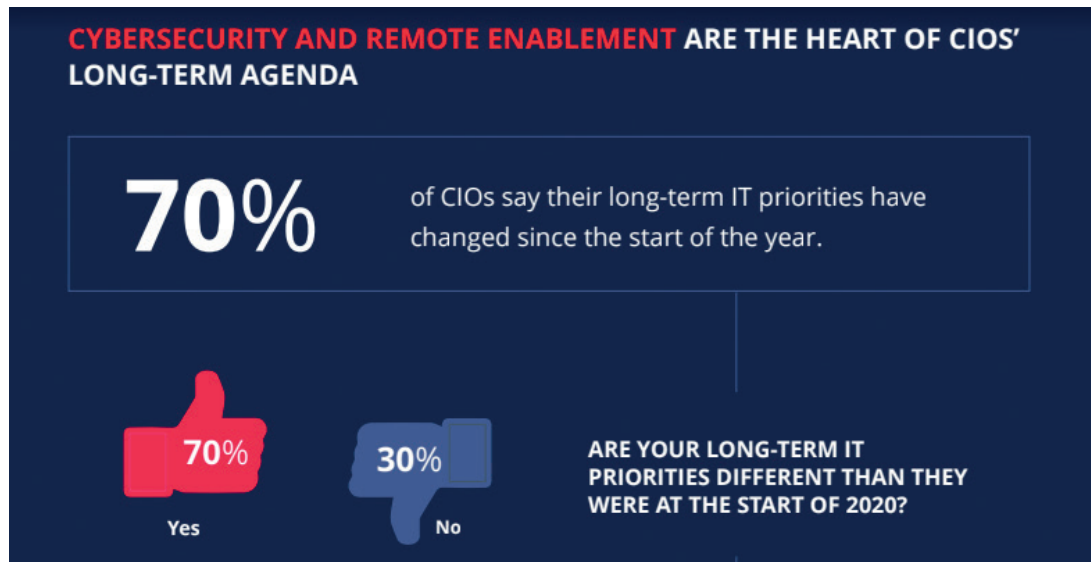 CYBERSECURITY AND REMOTE ENABLEMENT ARE THE HEART OF CIOS'
LONG-TERM AGENDA
70%
of CIOs say their long-term IT priorities have
changed since the start of the year.
70%
Yes
30%
No
ARE YOUR LONG-TERM IT
PRIORITIES DIFFERENT THAN THEY
WERE AT THE START OF 2020?